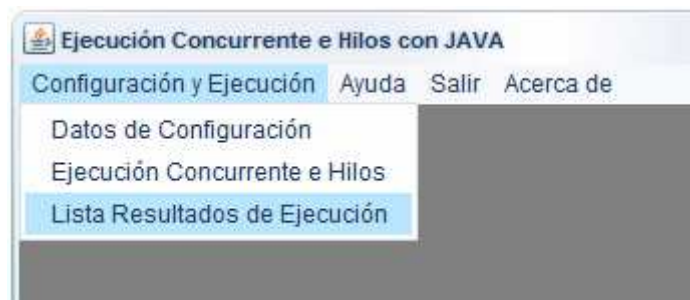 Ejecución Concurrente e Hilos con JAVA
Configuración y Ejecución Ayuda Salir Acerca de
Datos de Configuración
Ejecución Concurrente e Hilos
Lista Resultados de Ejecución